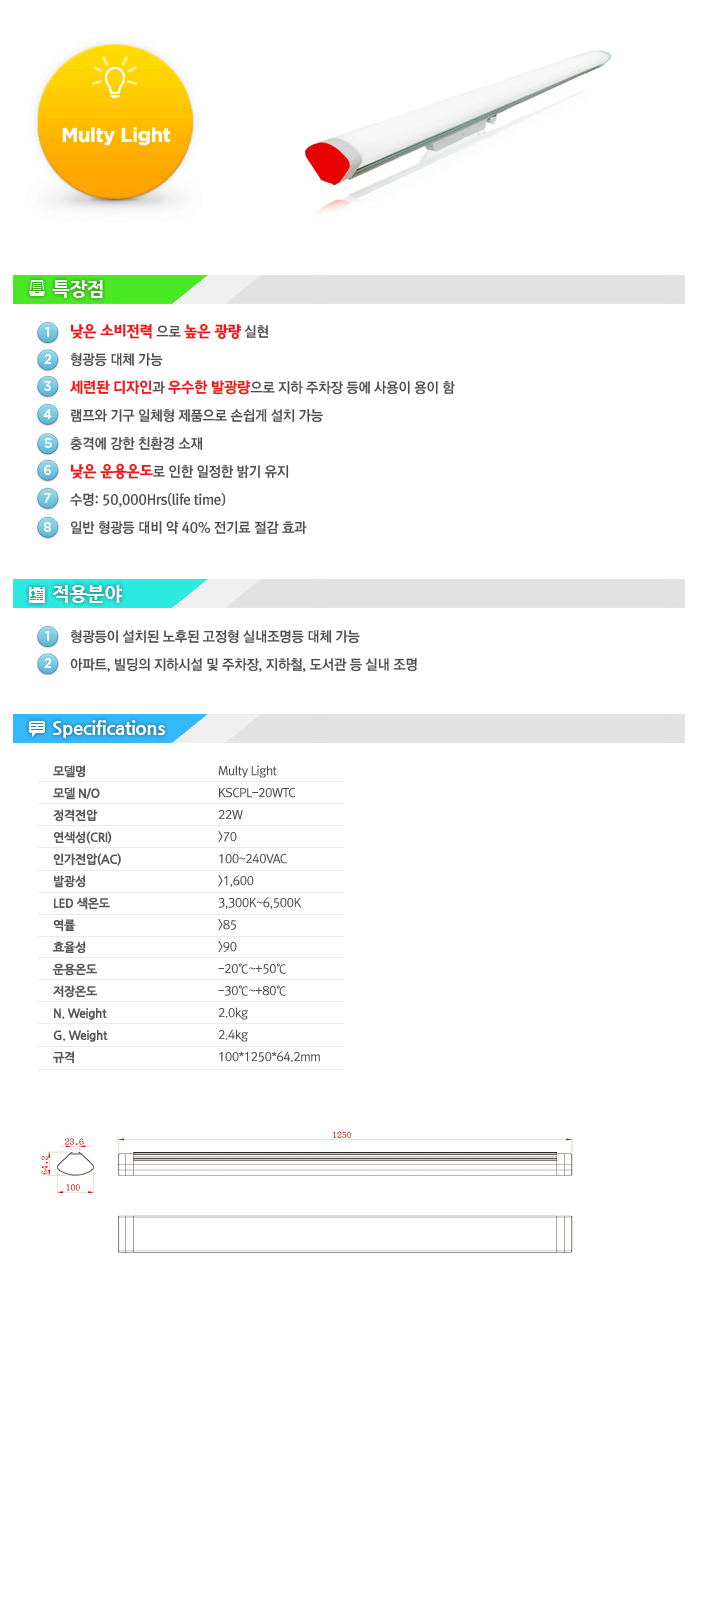 Multy Light
특장점
1 낮은 소비전력 으로 높은 광량 실현
2 형광등 대체 가능
3 세련돤 디자인과 우수한 발광량으로 지하 주차장 등에 사용이 용이 함
4 램프와 기구 일체형 제품으로 손쉽게 설치 가능
5 충격에 강한 친환경 소재
6 낮은 운용온도로 인한 일정한 밝기 유지
7 수명: 50,000Hrs(life time)
8 일반 형광등 대비 약 40% 전기료 절감 효과
적용분야
1 형광등이 설치된 노후된 고정형 실내조명등 대체 가능
2 아파트, 빌딩의 지하시설 및 주차장, 지하철, 도서관 등 실내 조명
Specifications
모델명 Multy Light
모델 N/O KSCPL-20WTC
정격전압 22W
연색성(CRI) >70
인가전압(AC) 100~240VAC
발광성 >1,600
LED 색온도 3,300K~6,500K
역률 >85
효율성 >90
운용온도 -20℃~+50℃
저장온도 -30℃~+80℃
N. Weight 2.0kg
G. Weight 2.4kg
규격 100*1250*64.2mm
23.6
1250
64.2
100